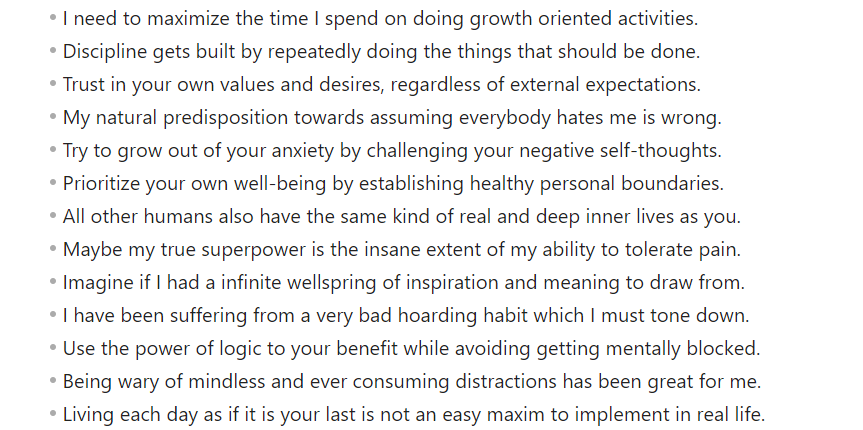 • I need to maximize the time I spend on doing growth oriented activities.
• Discipline gets built by repeatedly doing the things that should be done.
• Trust in your own values and desires, regardless of external expectations.
• My natural predisposition towards assuming everybody hates me is wrong.
• Try to grow out of your anxiety by challenging your negative self-thoughts.
• Prioritize your own well-being by establishing healthy personal boundaries.
• All other humans also have the same kind of real and deep inner lives as you.
• Maybe my true superpower is the insane extent of my ability to tolerate pain.
• Imagine if I had a infinite wellspring of inspiration and meaning to draw from.
• I have been suffering from a very bad hoarding habit which I must tone down.
• Use the power of logic to your benefit while avoiding getting mentally blocked.
• Being wary of mindless and ever consuming distractions has been great for me.
• Living each day as if it is your last is not an easy maxim to implement in real life.